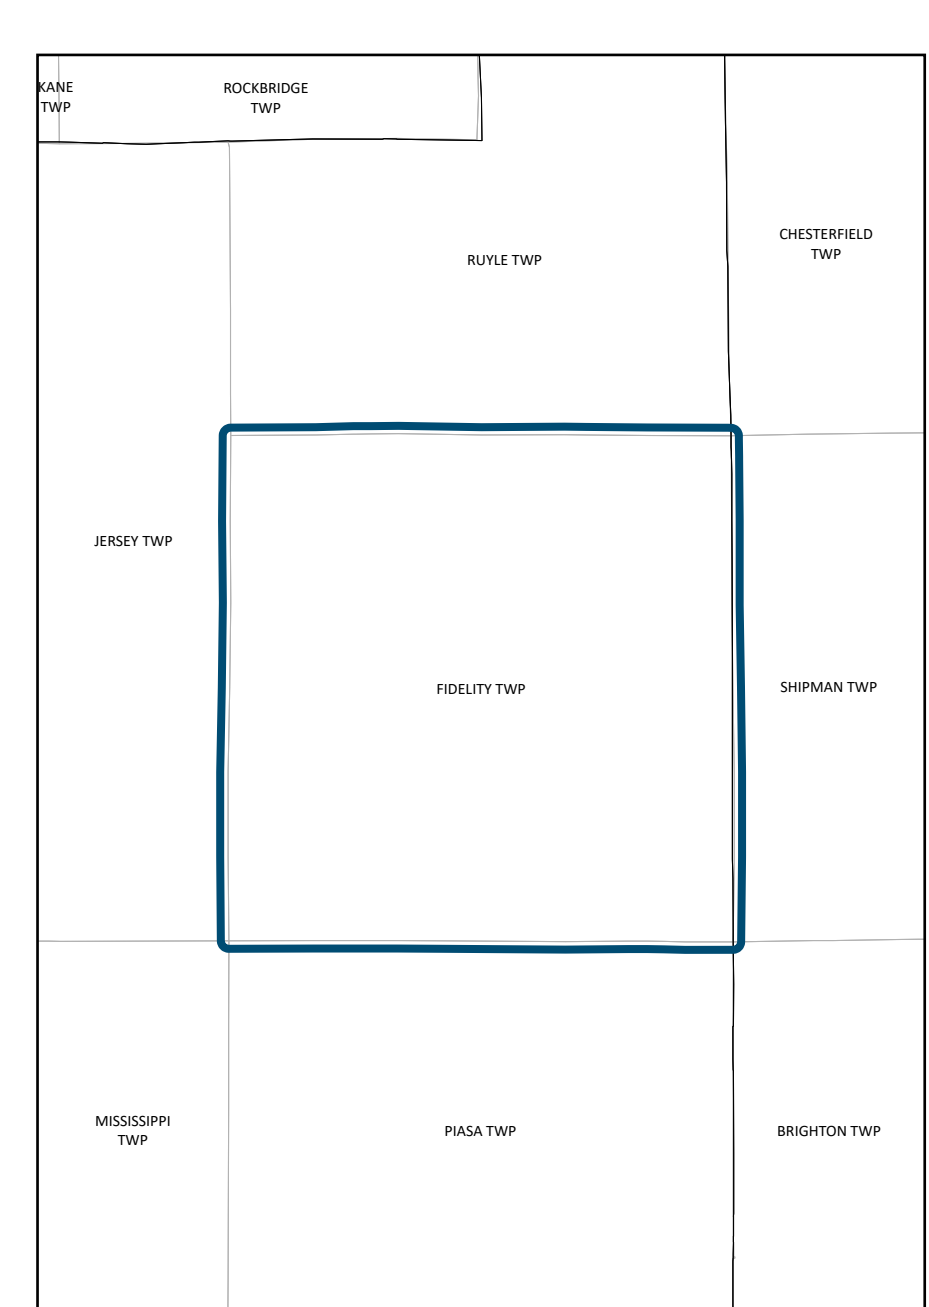 KANE
TWP
ROCKBRIDGE
TWP
CHESTERFIELD
TWP
RUYLE TWP
JERSEY TWP
FIDELITY TWP
SHIPMAN TWP
MISSISSIPPI
TWP
PIASA TWP
BRIGHTON TWP